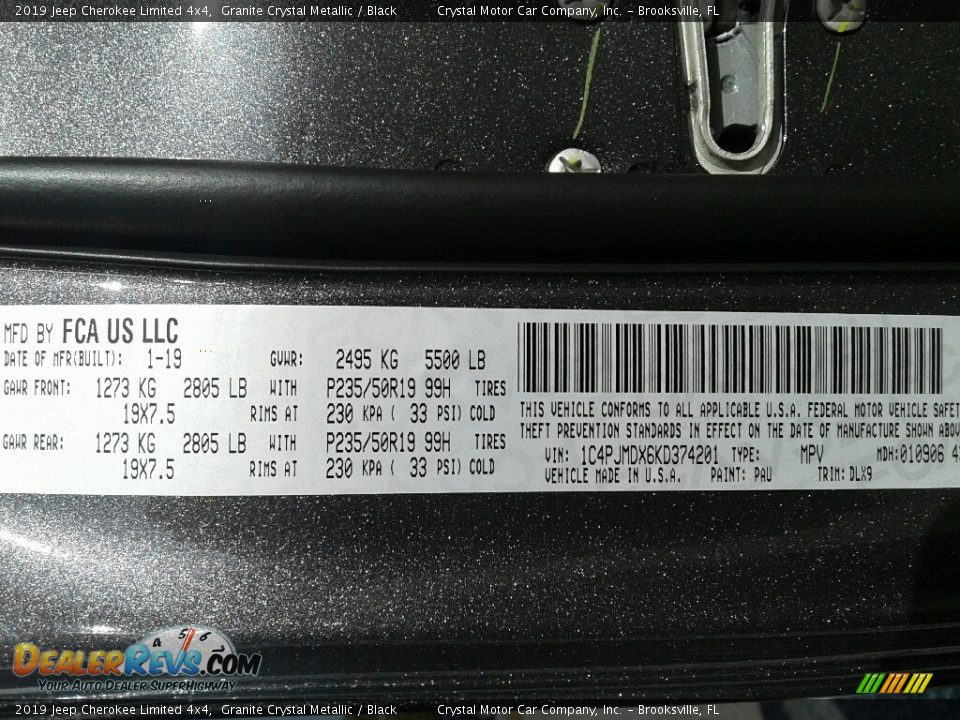 2019 Jeep Cherokee Limited 4x4, Granite Crystal Metallic / Black Crystal Motor Car Company, Inc. - Brooksville, FL
MFD BY FCA US LLC
DATE OF MFR(BUILT): 1-19 GVWR: 2495 KG 5500 LB
GAWR FRONT: 1273 KG 2805 LB WITH P235/50R19 99H TIRES
19X7.5 RIMS AT 230 KPA ( 33 PSI) COLD
GAWR REAR: 1273 KG 2805 LB WITH P235/50R19 99H TIRES
19X7.5 RIMS AT 230 KPA ( 33 PSI) COLD
THIS VEHICLE CONFORMS TO ALL APPLICABLE U.S.A. FEDERAL MOTOR VEHICLE SAFET
THEFT PREVENTION STANDARDS IN EFFECT ON THE DATE OF MANUFACTURE SHOWN ABOV
VIN: 1C4PJMDX6KD374201 TYPE: MPV MDH:010906 4
VEHICLE MADE IN U.S.A. PAINT: PAU TRIM: DLX9
4 5 6
DEALERREVS.COM
YOUR AUTO DEALER SUPERHIGHWAY
2019 Jeep Cherokee Limited 4x4, Granite Crystal Metallic / Black Crystal Motor Car Company, Inc. - Brooksville, FL